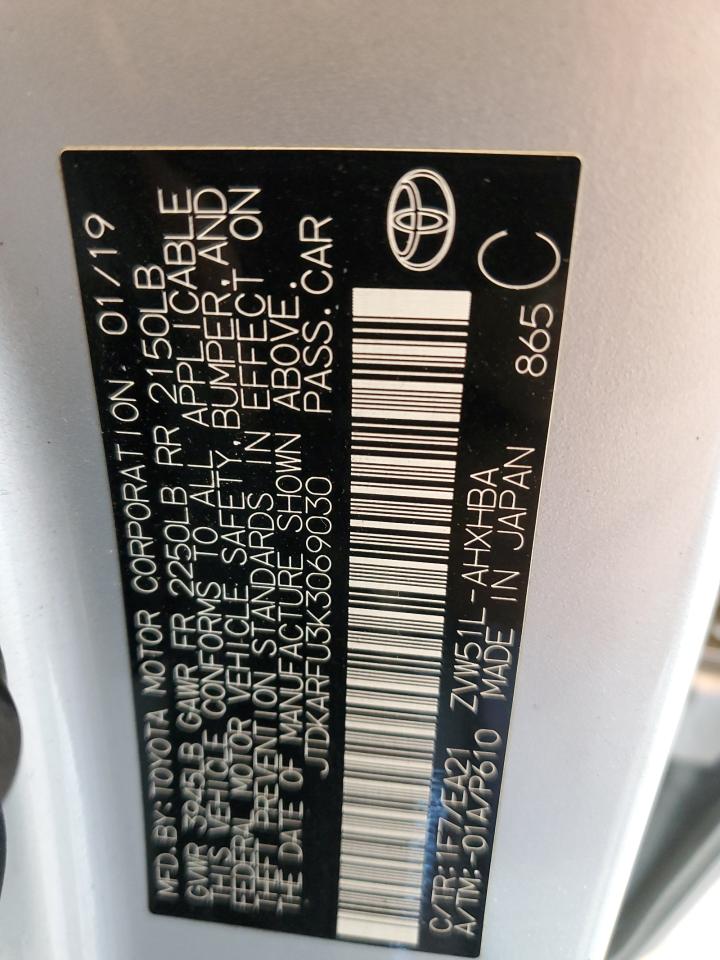 MFD.BY:TOYOTA MOTOR CORPORATION 01/19
GVWR 3945LB GAWR FR 2250LB RR 2150LB
THIS VEHICLE CONFORMS TO ALL APPLICABLE
FEDERAL MOTOR VEHICLE SAFETY,BUMPER,AND
THEFT PREVENTION STANDARDS IN EFFECT ON
THE DATE OF MANUFACTURE SHOWN ABOVE.
JTDKARFU3K3069030 PASS.CAR
C/TR:1F7/EA21 ZVW51L-AHXHBA
A/TM:-01A/P610 MADE IN JAPAN 865 C